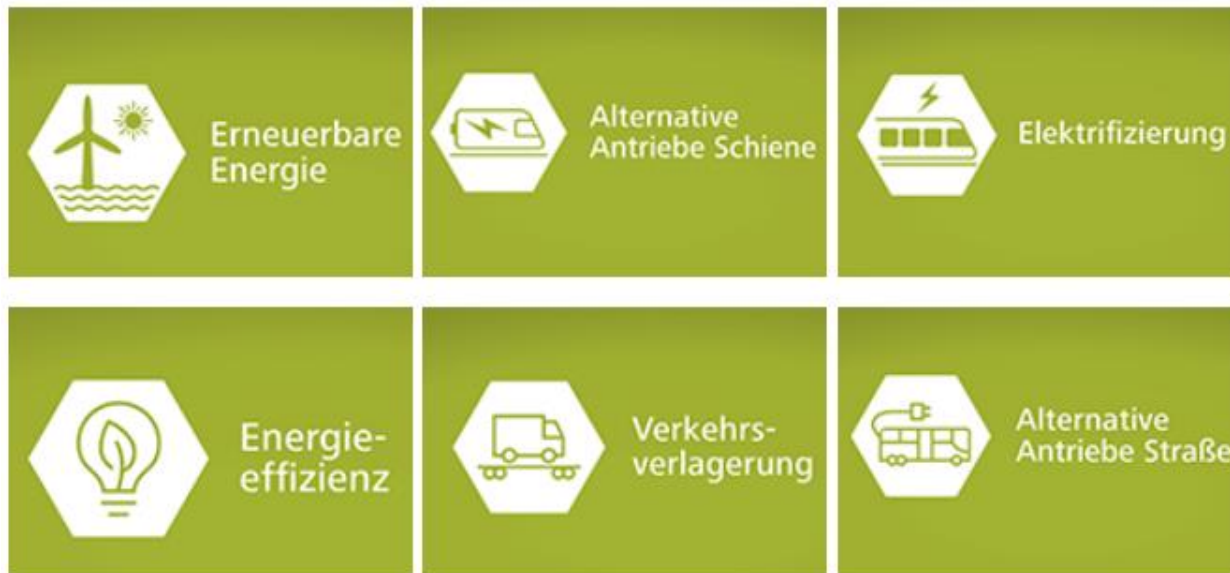 Erneuerbare
Energie
Alternative
Antriebe Schiene
Elektrifizierung
Energie-
effizienz
Verkehrs-
verlagerung
Alternative
Antriebe Straße